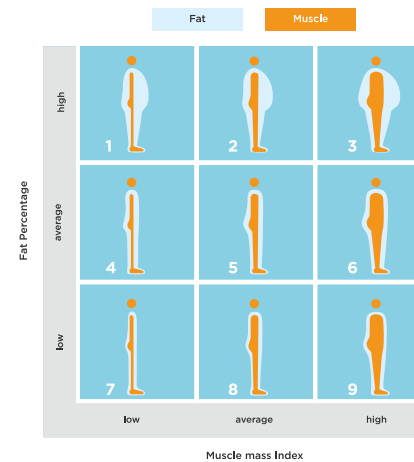 Fat
Muscle
Fat Percentage
high
1
2
3
average
4
5
6
low
7
8
9
low
average
high
Muscle mass Index